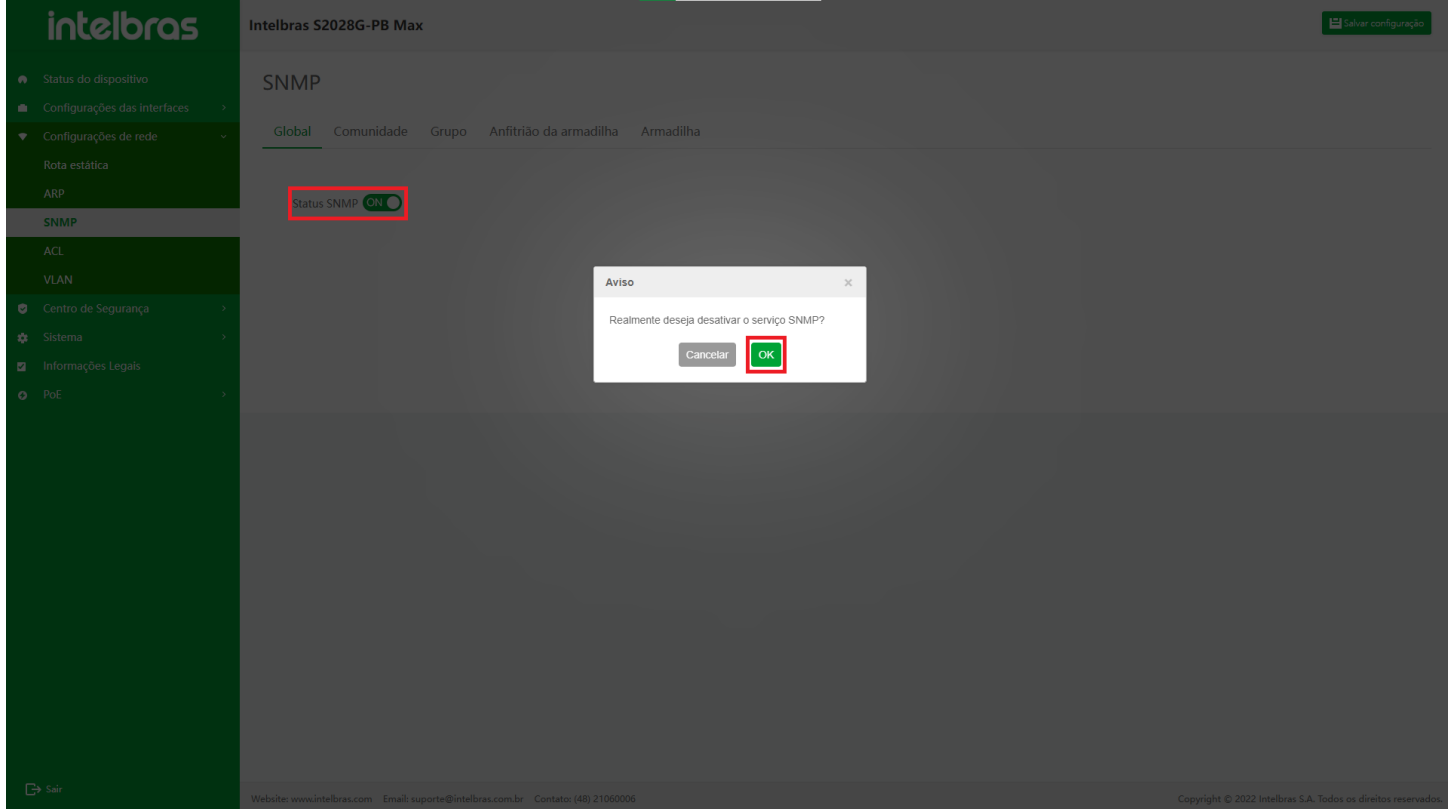 intelbras
Intelbras S2028G-PB Max
Salvar configuração
Status do dispositivo
Configurações das interfaces
Configurações de rede
Rota estática
ARP
SNMP
ACL
VLAN
Centro de Segurança
Sistema
Informações Legais
PoE
Sair
SNMP
Global Comunidade Grupo Anfitrião da armadilha Armadilha
Status SNMP ON
Aviso
Realmente deseja desativar o serviço SNMP?
Cancelar OK
Website: www.intelbras.com Email: suporte@intelbras.com.br Contato: (48) 21060006
Copyright © 2022 Intelbras S.A. Todos os direitos reservados.